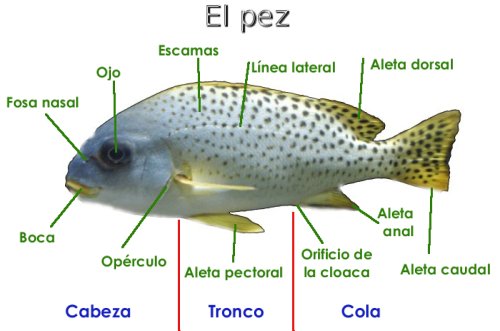 El pez
Escamas
Línea lateral
Aleta dorsal
Ojo
Fosa nasal
Boca
Opérculo
Aleta pectoral
Orificio de
la cloaca
Aleta
anal
Aleta caudal
Cabeza
Tronco
Cola